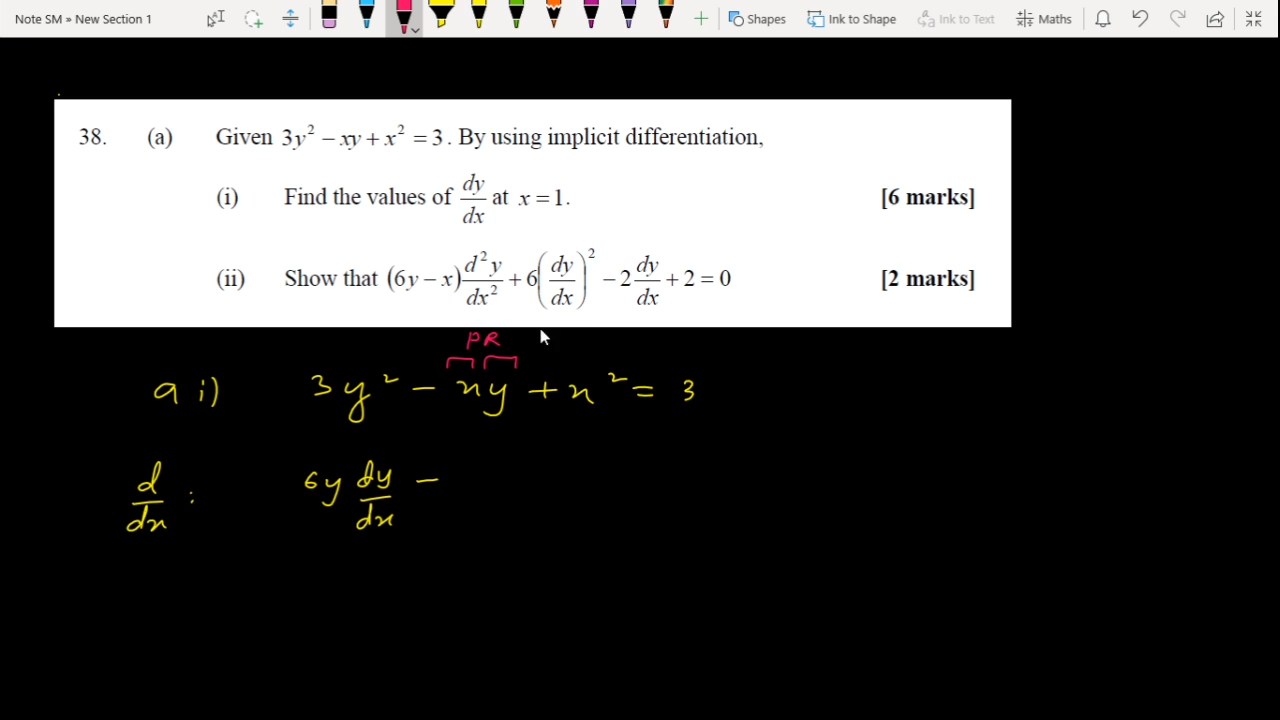 Note SM » New Section 1
Shapes
Ink to Shape
Ink to Text
Maths
38. (a) Given 3y² − xy + x² = 3. By using implicit differentiation,
(i) Find the values of dy/dx at x = 1. [6 marks]
(ii) Show that (6y − x) d²y/dx² + 6(dy/dx)² − 2 dy/dx + 2 = 0 [2 marks]
PR
a i) 3y² − xy + x² = 3
d/dx : 6y dy/dx −